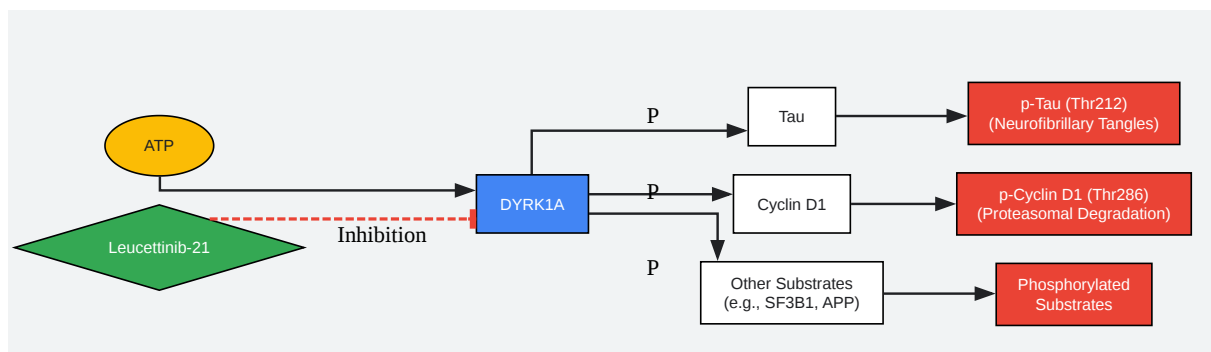 ATP
Leucettinib-21
Inhibition
DYRK1A
P
P
P
Tau
Cyclin D1
Other Substrates
(e.g., SF3B1, APP)
p-Tau (Thr212)
(Neurofibrillary Tangles)
p-Cyclin D1 (Thr286)
(Proteasomal Degradation)
Phosphorylated
Substrates